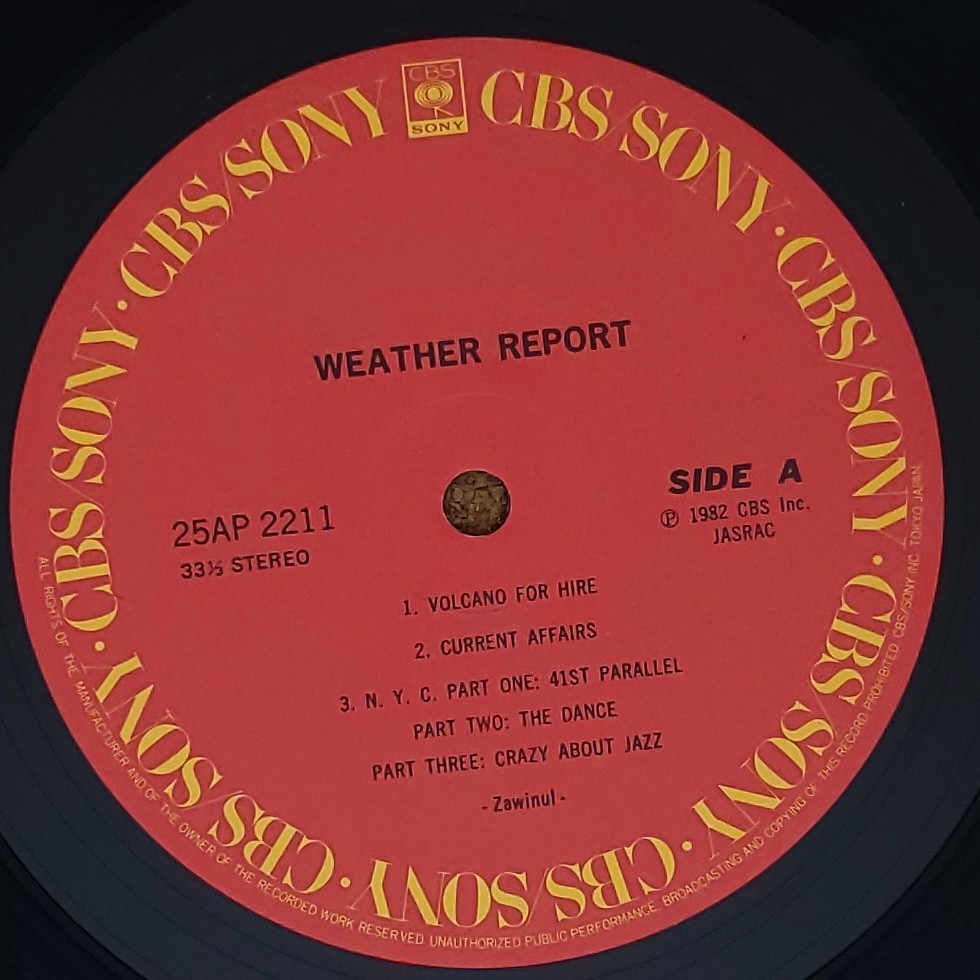 CBS
SONY
CBS/SONY · CBS/SONY · CBS/SONY · CBS/SONY · CBS/SONY · CBS/SONY · CBS/SONY · CBS/SONY
WEATHER REPORT
SIDE A
25AP 2211
℗ 1982 CBS Inc.
33⅓ STEREO
JASRAC
1. VOLCANO FOR HIRE
2. CURRENT AFFAIRS
3. N. Y. C. PART ONE: 41ST PARALLEL
PART TWO: THE DANCE
PART THREE: CRAZY ABOUT JAZZ
- Zawinul -
ALL RIGHTS OF THE MANUFACTURER AND OF THE OWNER OF THE RECORDED WORK RESERVED UNAUTHORIZED PUBLIC PERFORMANCE BROADCASTING AND COPYING OF THIS RECORD PROHIBITED CBS/SONY INC. TOKYO JAPAN